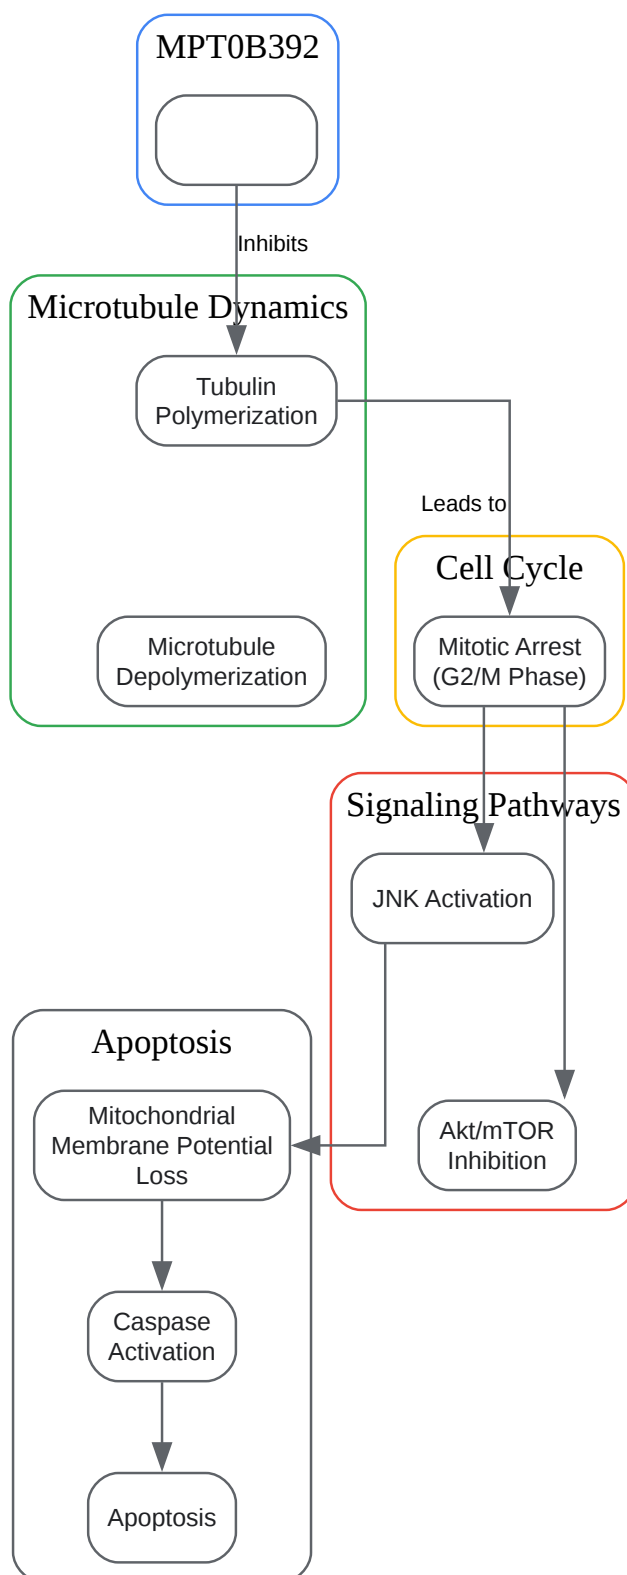 MPT0B392
Inhibits
Microtubule Dynamics
Tubulin
Polymerization
Leads to
Cell Cycle
Microtubule
Depolymerization
Mitotic Arrest
(G2/M Phase)
Signaling Pathways
JNK Activation
Apoptosis
Mitochondrial
Membrane Potential
Loss
Akt/mTOR
Inhibition
Caspase
Activation
Apoptosis